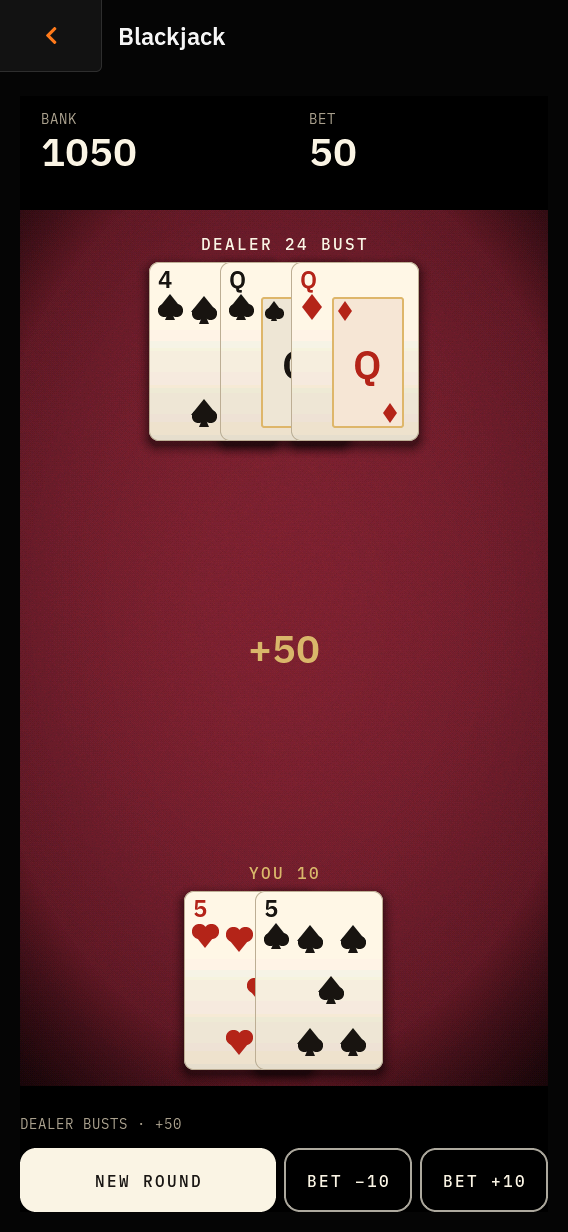 Blackjack
BANK
BET
1050
50
DEALER 24 BUST
4
Q
Q
Q
+50
YOU 10
5
5
DEALER BUSTS · +50
NEW ROUND
BET −10
BET +10